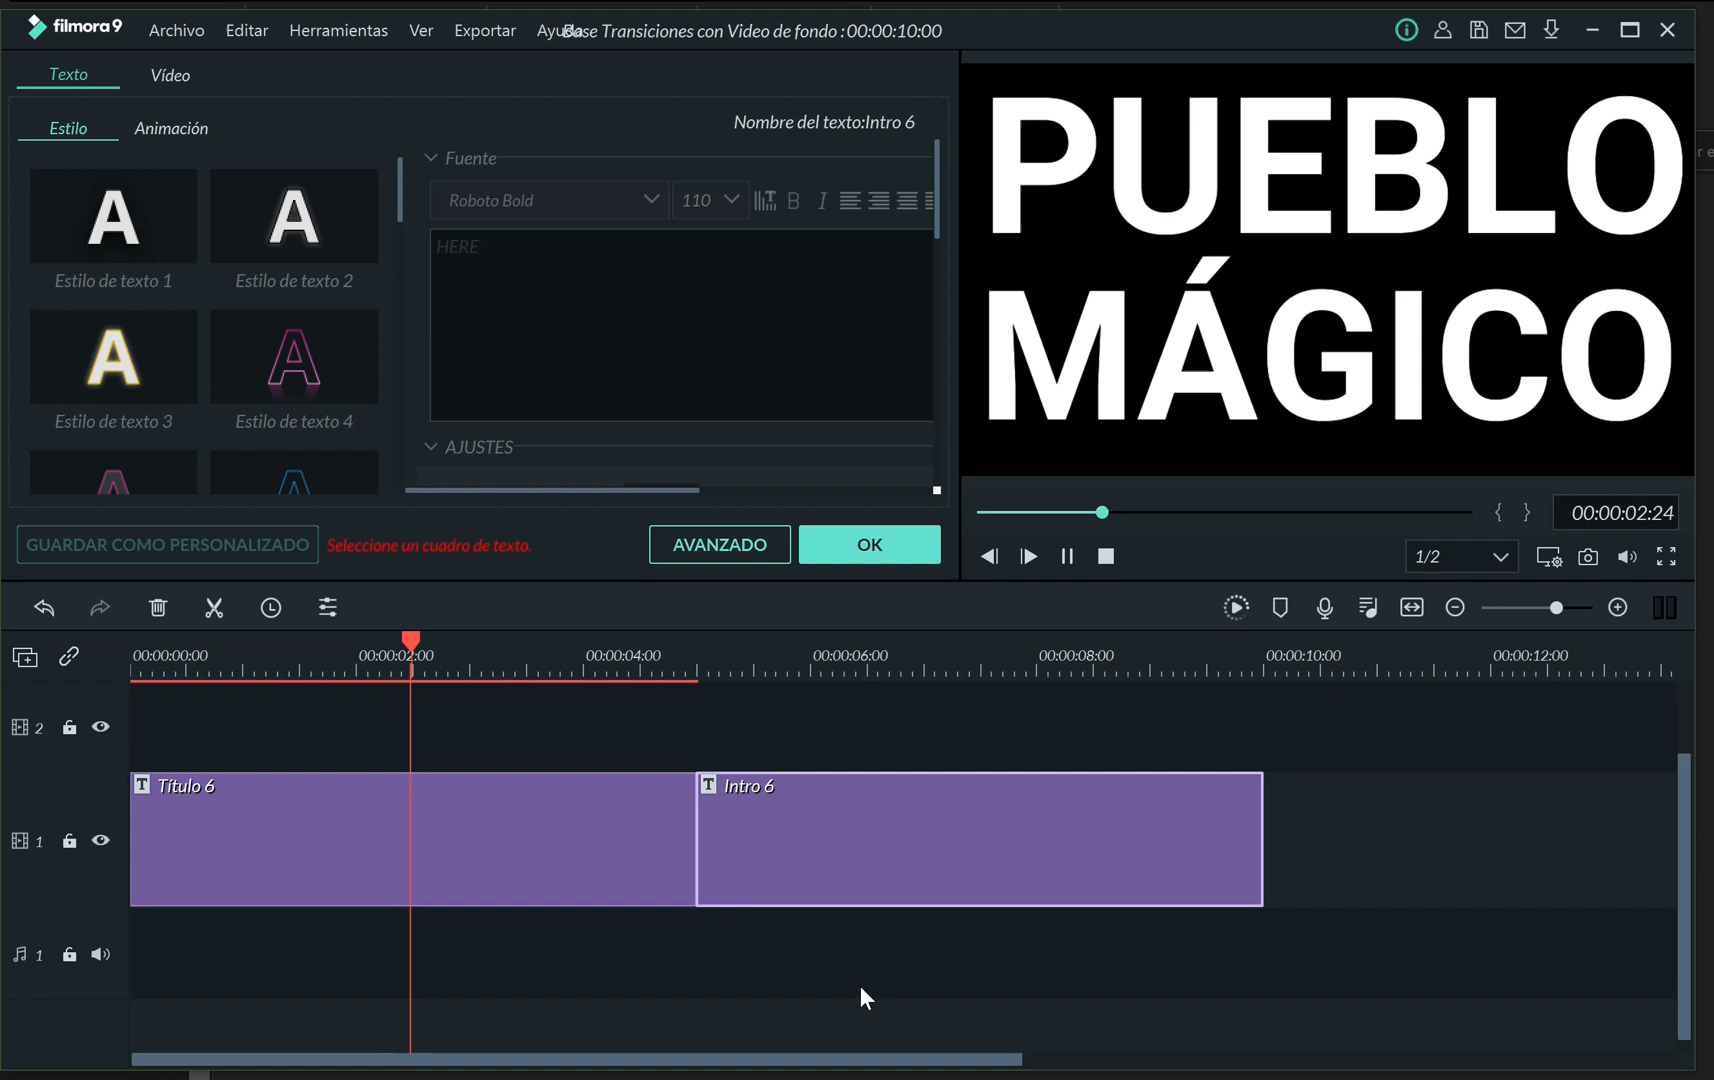 filmora9
Archivo
Editar
Herramientas
Ver
Exportar
Base Transiciones con Video de fondo : 00:00:10:00
Texto
Vídeo
Estilo
Animación
Nombre del texto:Intro 6
Fuente
Roboto Bold
110
B
I
HERE
A
Estilo de texto 1
A
Estilo de texto 2
A
Estilo de texto 3
A
Estilo de texto 4
AJUSTES
GUARDAR COMO PERSONALIZADO
Seleccione un cuadro de texto.
AVANZADO
OK
PUEBLO
MÁGICO
{ }
00:00:02:24
1/2
00:00:00:00
00:00:02:00
00:00:04:00
00:00:06:00
00:00:08:00
00:00:10:00
00:00:12:00
2
T Título 6
T Intro 6
1
1